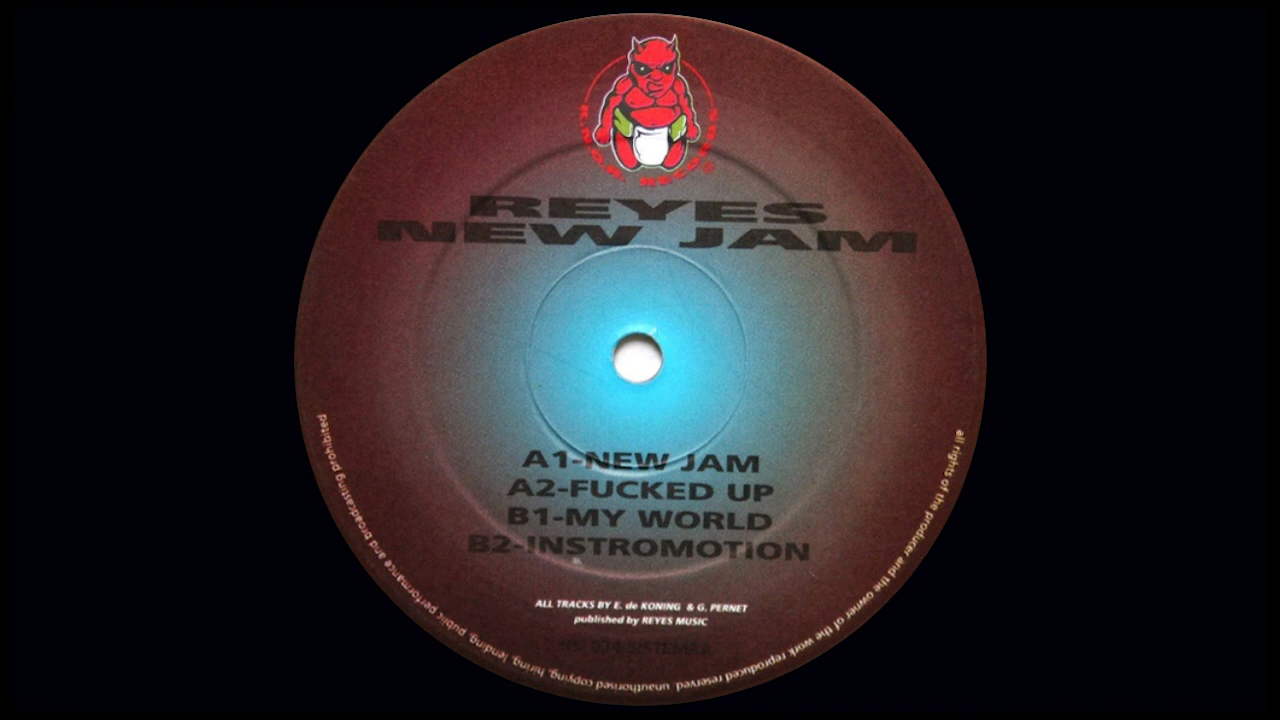 RECORDS
REYES
NEW JAM
A1-NEW JAM
A2-FUCKED UP
B1-MY WORLD
B2-INSTROMOTION
ALL TRACKS BY E. de KONING & G. PERNET
published by REYES MUSIC
all rights of the producer and the owner of the work reproduced reserved unauthorised copying, hiring, lending, public performance and broadcasting prohibited